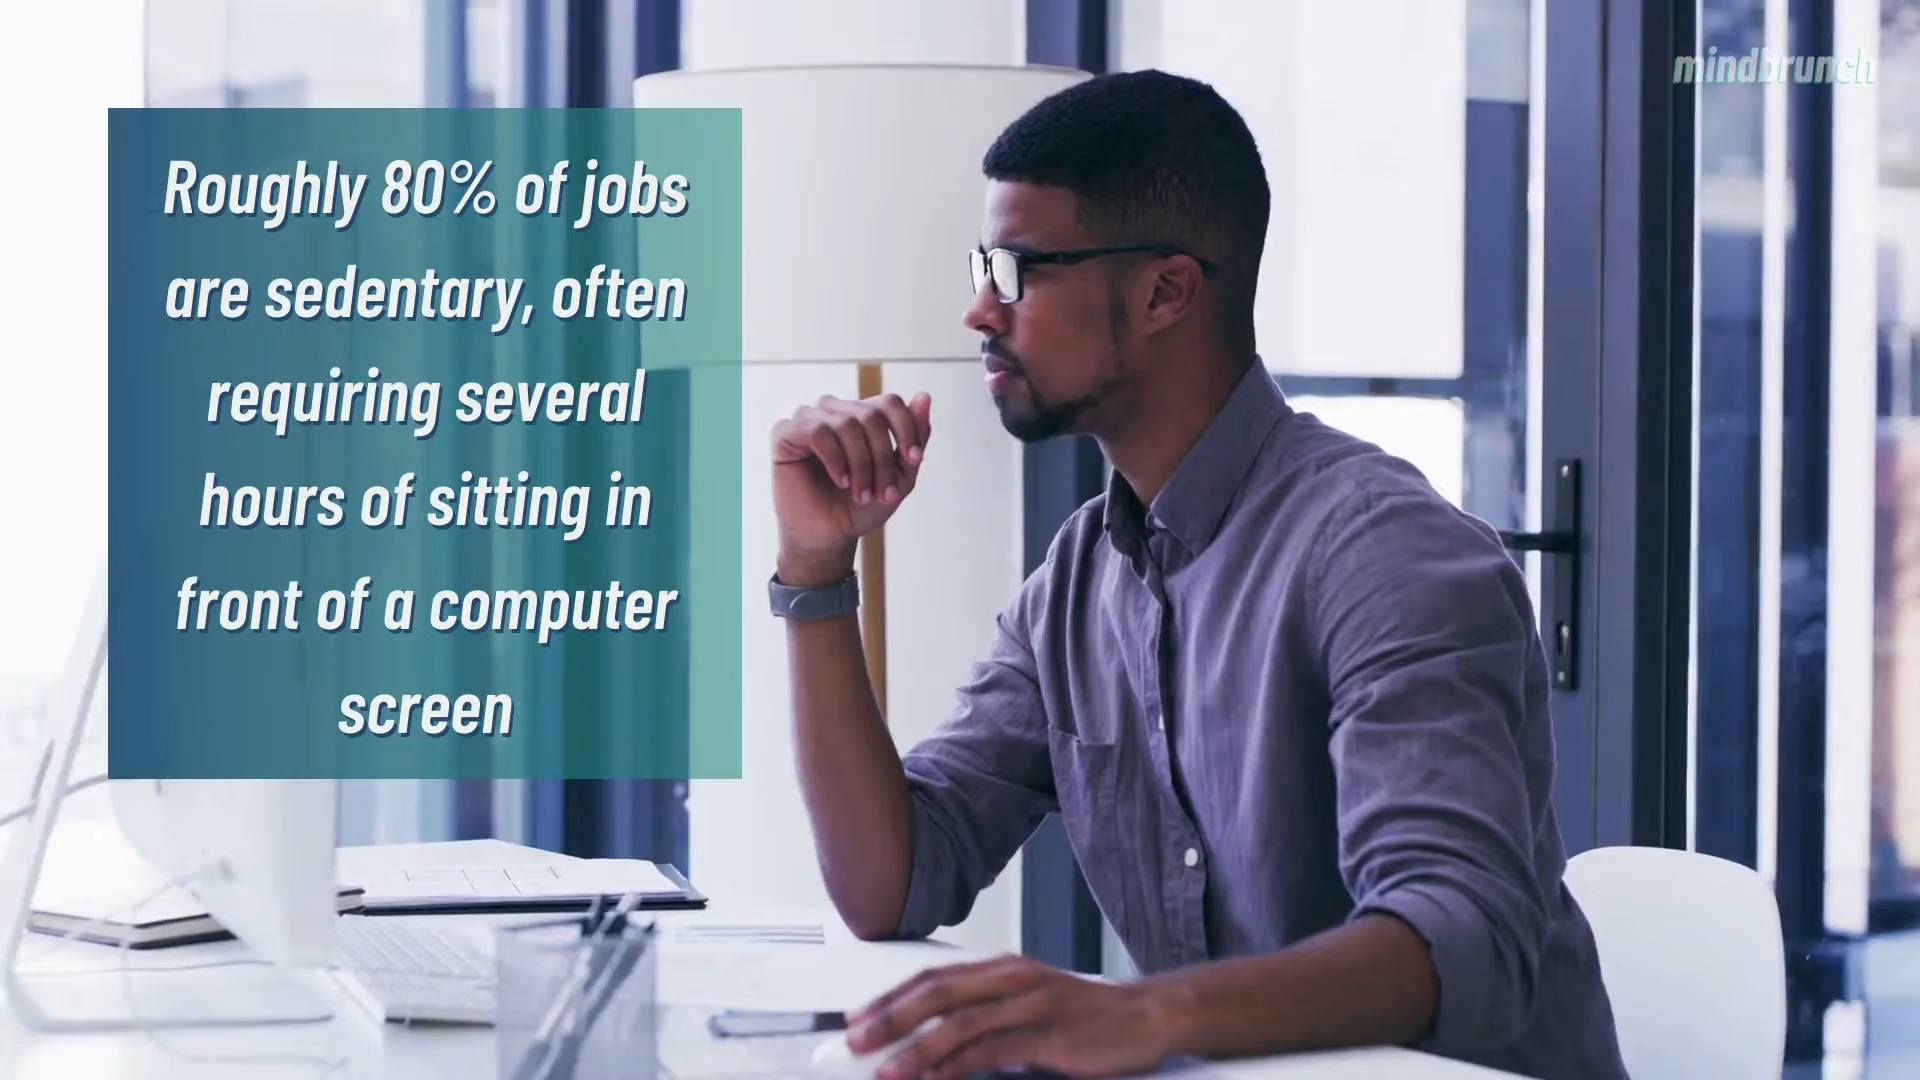 mindbrunch
Roughly 80% of jobs
are sedentary, often
requiring several
hours of sitting in
front of a computer
screen